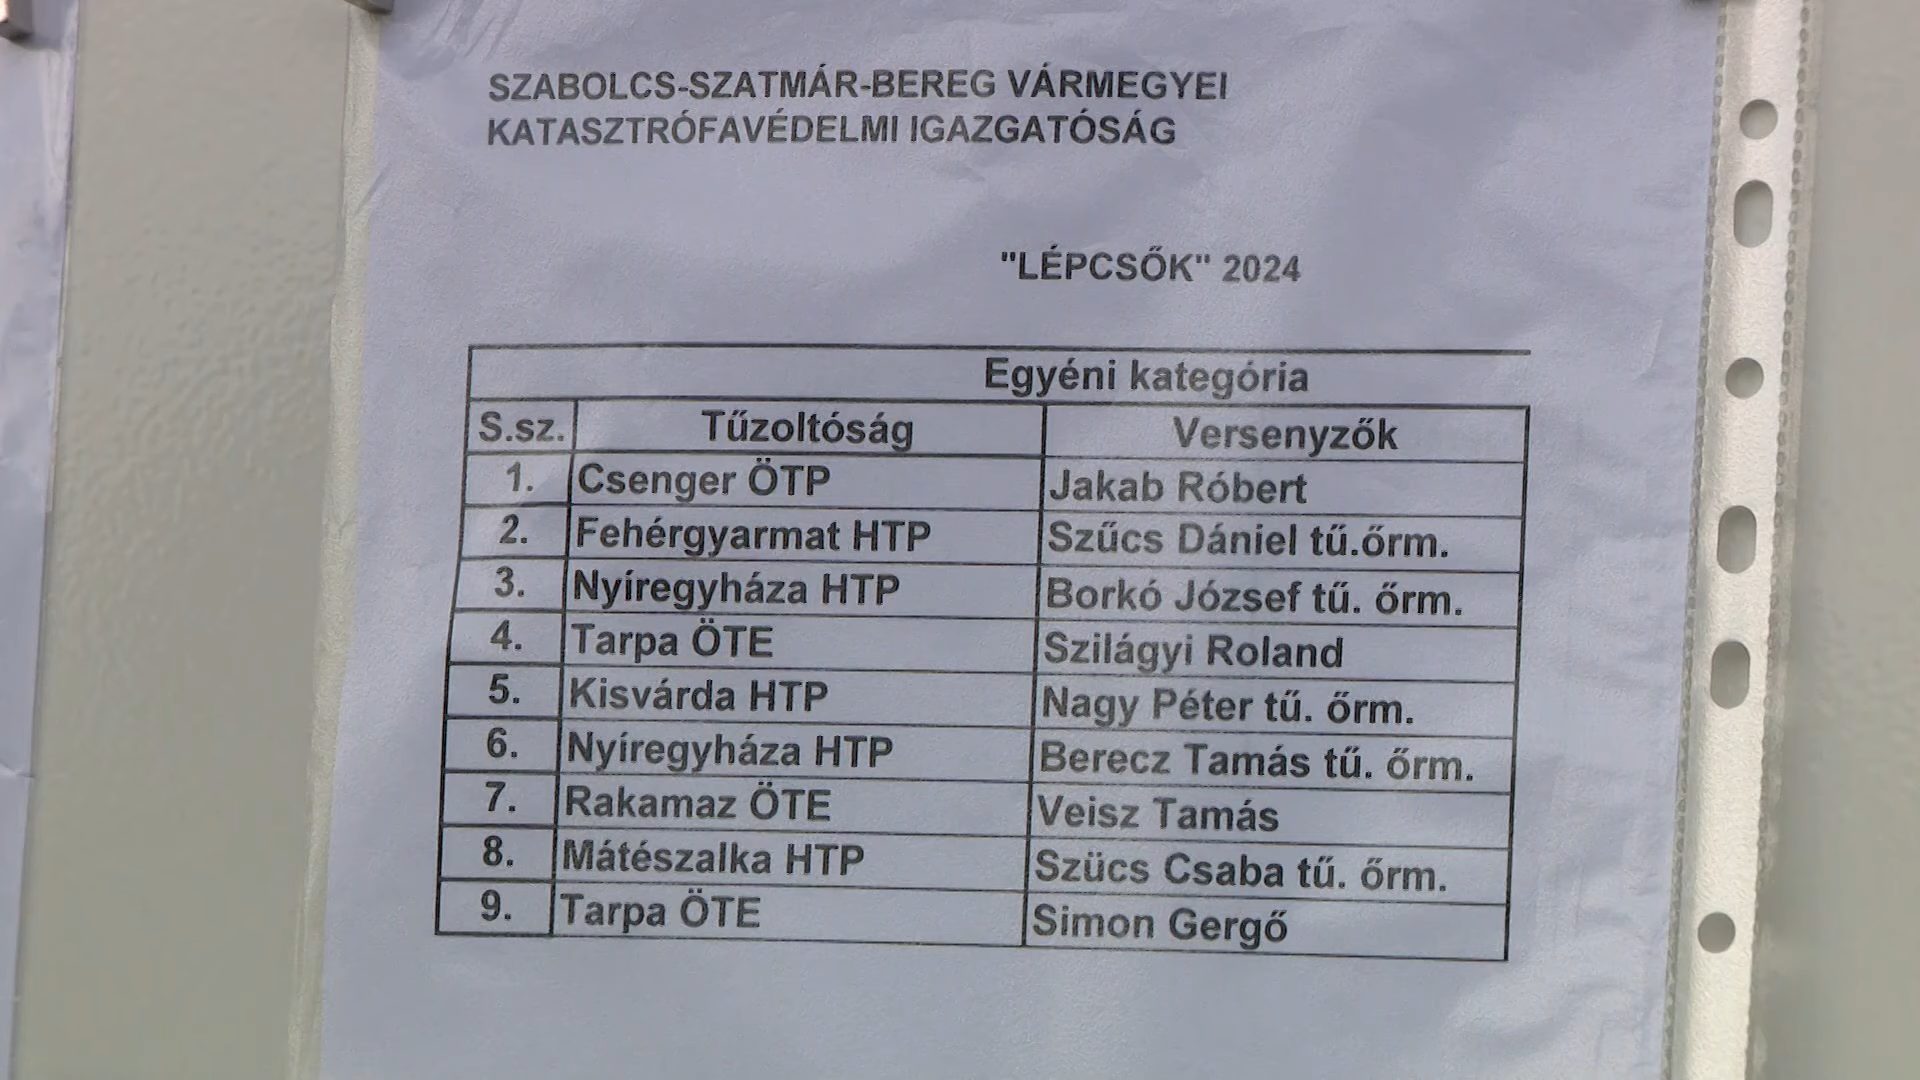 SZABOLCS-SZATMÁR-BEREG VÁRMEGYEI
KATASZTRÓFAVÉDELMI IGAZGATÓSÁG
"LÉPCSŐK" 2024
Egyéni kategória
S.sz. Tűzoltóság Versenyzők
1. Csenger ÖTP Jakab Róbert
2. Fehérgyarmat HTP Szűcs Dániel tű.őrm.
3. Nyíregyháza HTP Borkó József tű. őrm.
4. Tarpa ÖTE Szilágyi Roland
5. Kisvárda HTP Nagy Péter tű. őrm.
6. Nyíregyháza HTP Berecz Tamás tű. őrm.
7. Rakamaz ÖTE Veisz Tamás
8. Mátészalka HTP Szücs Csaba tű. őrm.
9. Tarpa ÖTE Simon Gergő